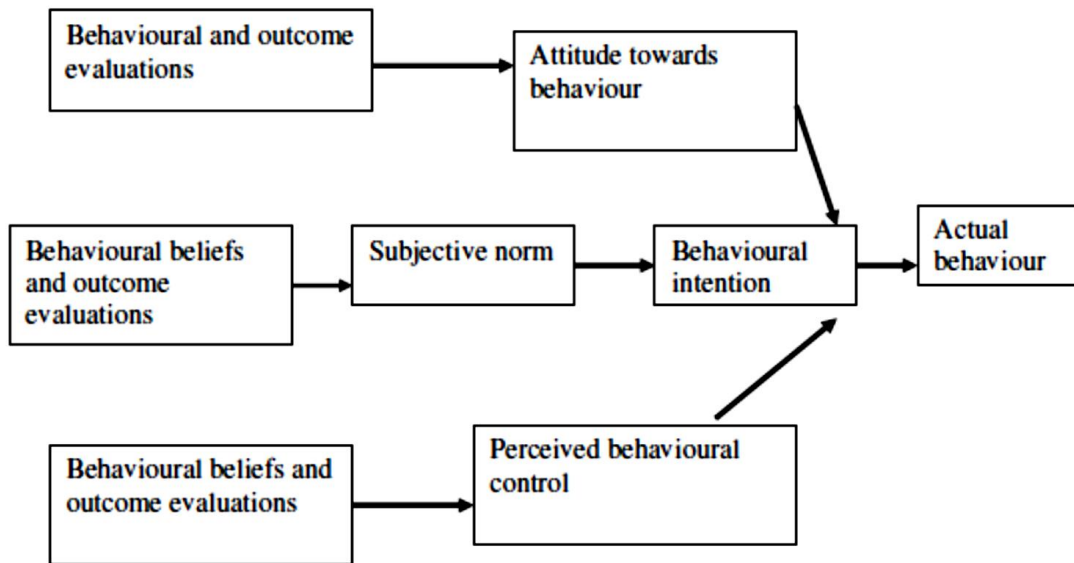 Behavioural and outcome
evaluations
Attitude towards
behaviour
Behavioural beliefs
and outcome
evaluations
Subjective norm
Behavioural
intention
Actual
behaviour
Behavioural beliefs and
outcome evaluations
Perceived behavioural
control